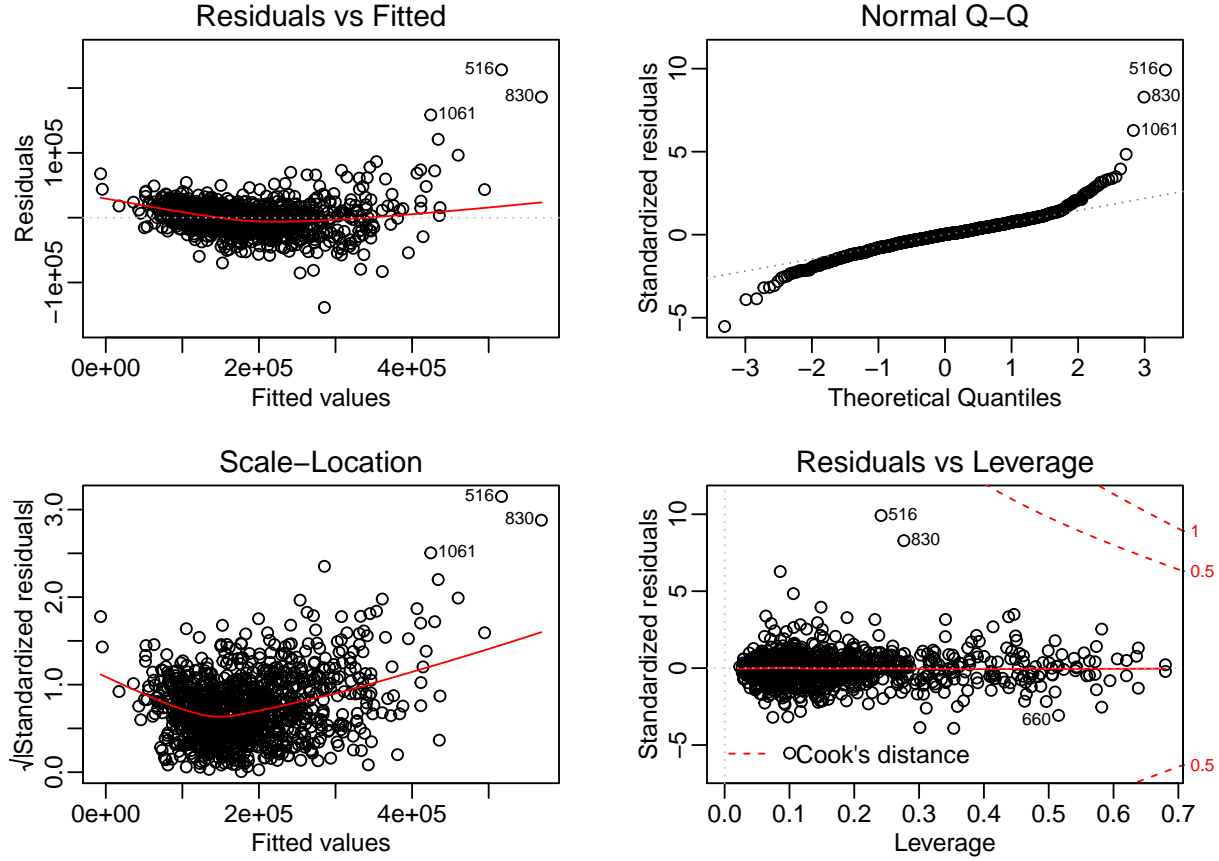 Residuals vs Fitted
Residuals
1e+05
−1e+05
516
830
1061
0e+00
2e+05
4e+05
Fitted values
Normal Q−Q
Standardized residuals
10
5
0
−5
516
830
1061
−3
−2
−1
0
1
2
3
Theoretical Quantiles
Scale−Location
√|Standardized residuals|
3.0
2.0
1.0
0.0
516
830
1061
0e+00
2e+05
4e+05
Fitted values
Residuals vs Leverage
Standardized residuals
10
5
0
−5
516
830
660
1
0.5
0.5
Cook's distance
0.0
0.1
0.2
0.3
0.4
0.5
0.6
0.7
Leverage